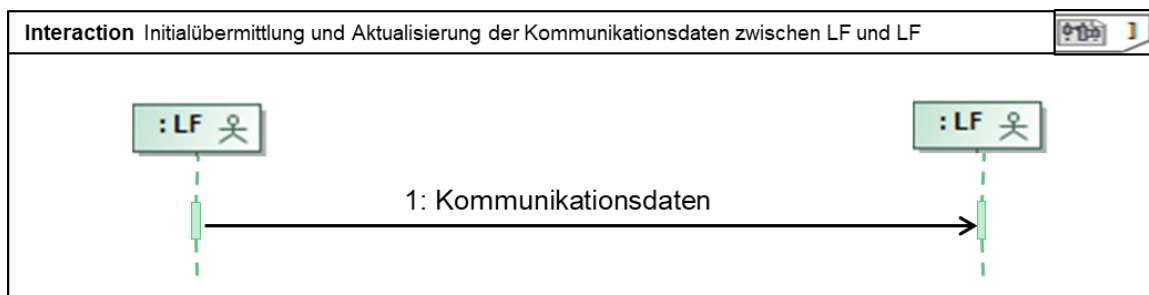 Interaction Initialübermittlung und Aktualisierung der Kommunikationsdaten zwischen LF und LF
:LF
:LF
1: Kommunikationsdaten